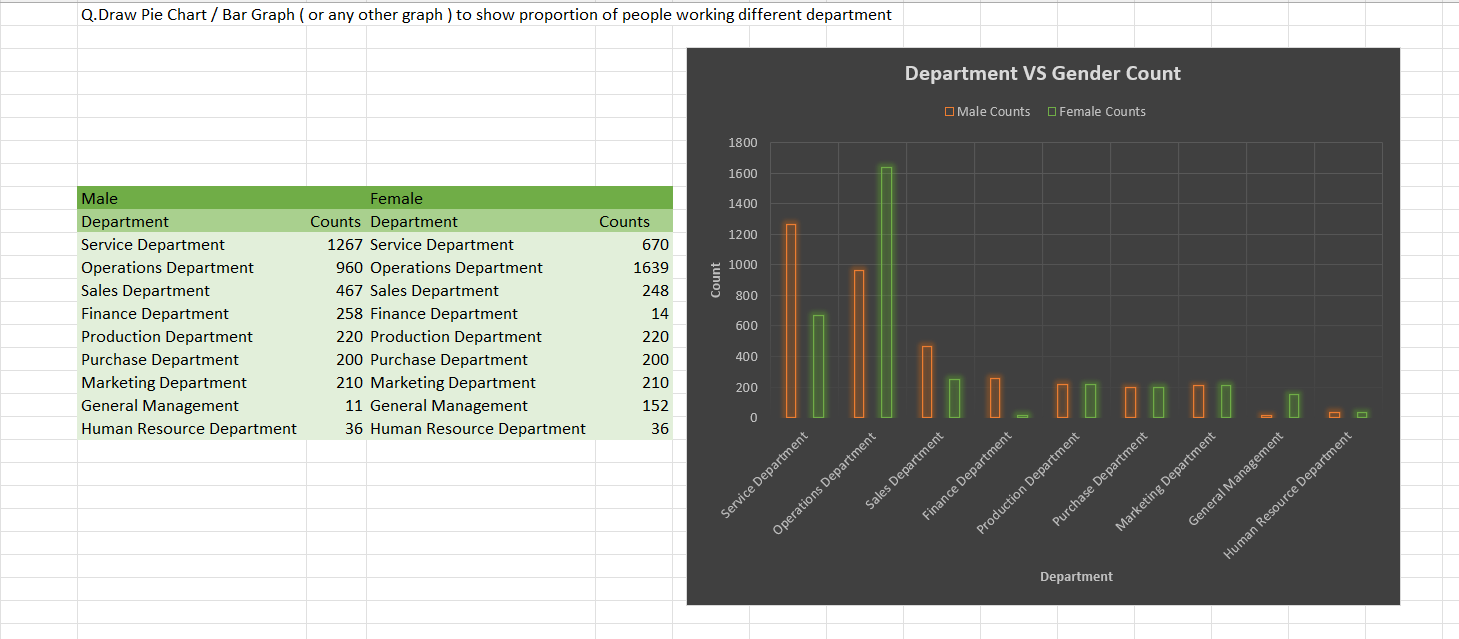 Q.Draw Pie Chart / Bar Graph ( or any other graph ) to show proportion of people working different department
Male Female
Department Counts Department Counts
Service Department 1267 Service Department 670
Operations Department 960 Operations Department 1639
Sales Department 467 Sales Department 248
Finance Department 258 Finance Department 14
Production Department 220 Production Department 220
Purchase Department 200 Purchase Department 200
Marketing Department 210 Marketing Department 210
General Management 11 General Management 152
Human Resource Department 36 Human Resource Department 36
Department VS Gender Count
Male Counts Female Counts
1800
1600
1400
1200
1000
800
600
400
200
0
Count
Service Department
Operations Department
Sales Department
Finance Department
Production Department
Purchase Department
Marketing Department
General Management
Human Resource Department
Department